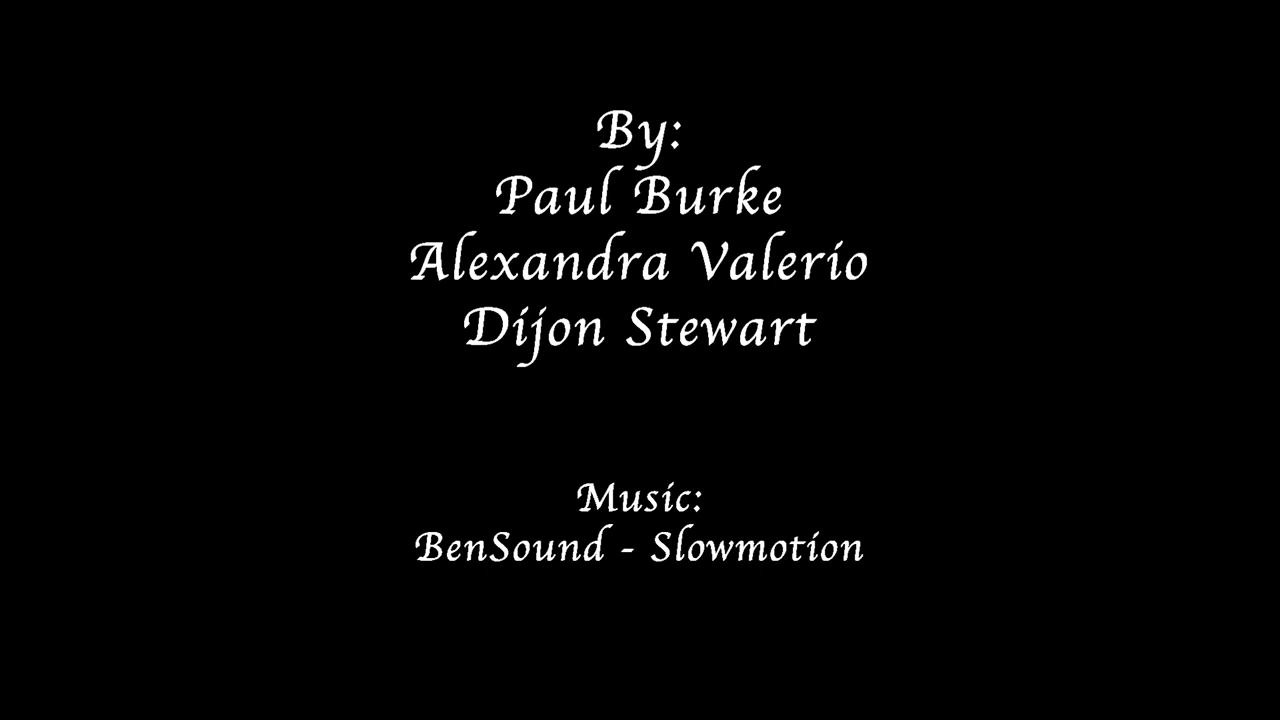 By:
Paul Burke
Alexandra Valerio
Dijon Stewart
Music:
BenSound - Slowmotion